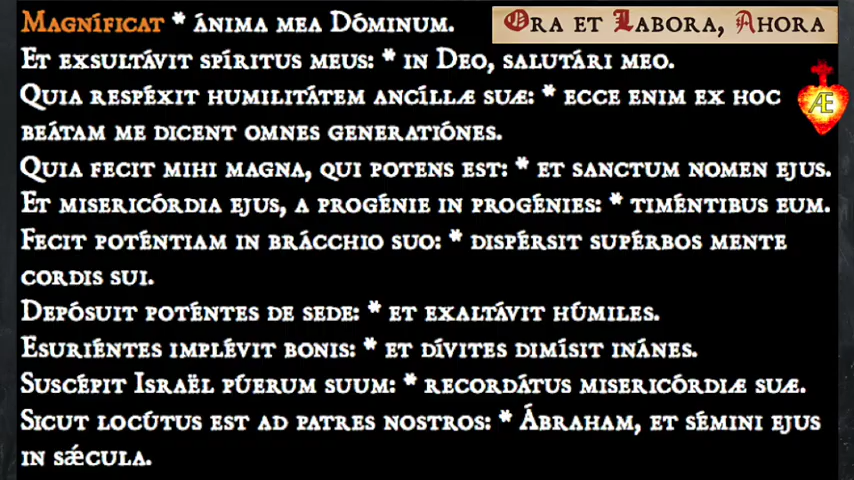 Magníficat * ánima mea Dóminum.
Ora et Labora, Ahora
Et exsultávit spíritus meus: * in Deo, salutári meo.
Quia respéxit humilitátem ancíllæ suæ: * ecce enim ex hoc
Æ
beátam me dicent omnes generatiónes.
Quia fecit mihi magna, qui potens est: * et sanctum nomen ejus.
Et misericórdia ejus, a progénie in progénies: * timéntibus eum.
Fecit poténtiam in brácchio suo: * dispérsit supérbos mente
cordis sui.
Depósuit poténtes de sede: * et exaltávit húmiles.
Esuriéntes implévit bonis: * et dívites dimísit inánes.
Suscépit Israël púerum suum: * recordátus misericórdiæ suæ.
Sicut locútus est ad patres nostros: * Ábraham, et sémini ejus
in sǽcula.